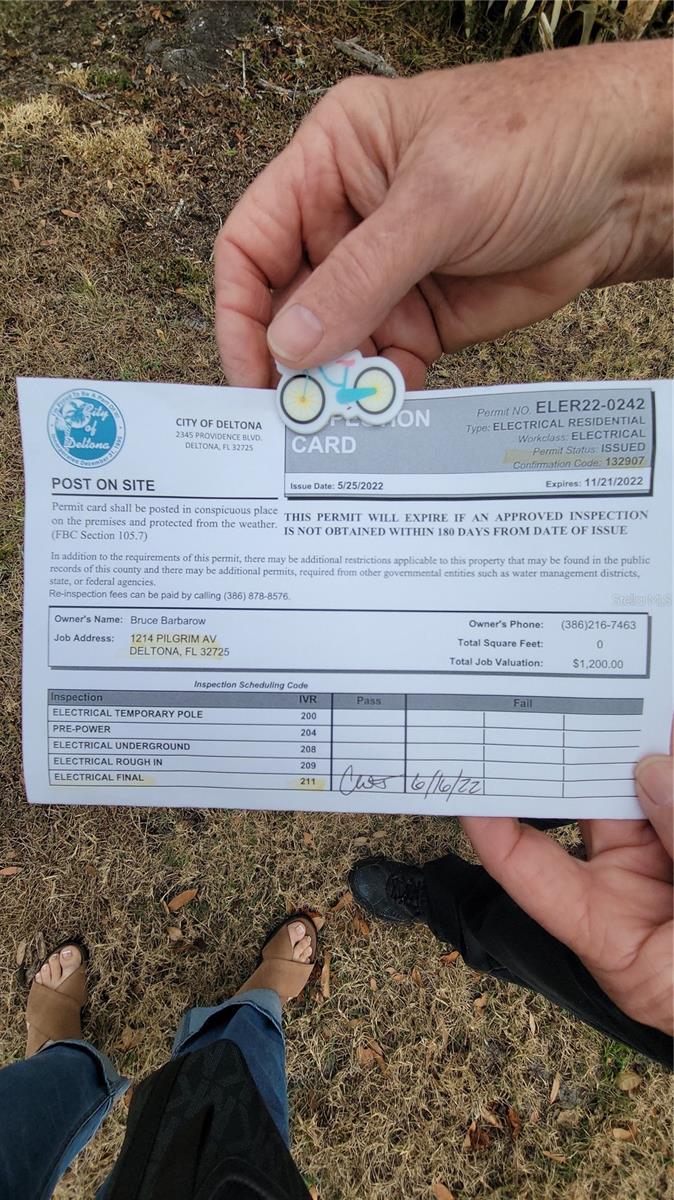 City
of
Deltona
CITY OF DELTONA
2345 PROVIDENCE BLVD.
DELTONA, FL 32725
CARD
Permit NO. ELER22-0242
Type: ELECTRICAL RESIDENTIAL
Workclass: ELECTRICAL
Permit Status: ISSUED
Confirmation Code: 132907
Issue Date: 5/25/2022
Expires: 11/21/2022
POST ON SITE
Permit card shall be posted in conspicuous place
on the premises and protected from the weather.
(FBC Section 105.7)
THIS PERMIT WILL EXPIRE IF AN APPROVED INSPECTION
IS NOT OBTAINED WITHIN 180 DAYS FROM DATE OF ISSUE
In addition to the requirements of this permit, there may be additional restrictions applicable to this property that may be found in the public
records of this county and there may be additional permits, required from other governmental entities such as water management districts,
state, or federal agencies.
Re-inspection fees can be paid by calling (386) 878-8576.
StellarMLS
Owner's Name: Bruce Barbarow
Job Address: 1214 PILGRIM AV
DELTONA, FL 32725
Owner's Phone: (386)216-7463
Total Square Feet: 0
Total Job Valuation: $1,200.00
Inspection Scheduling Code
Inspection IVR Pass Fail
ELECTRICAL TEMPORARY POLE 200
PRE-POWER 204
ELECTRICAL UNDERGROUND 208
ELECTRICAL ROUGH IN 209
ELECTRICAL FINAL 211 6/16/22